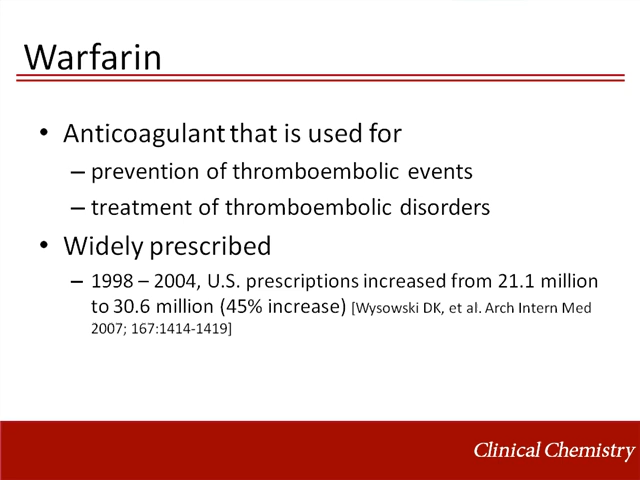 Warfarin
• Anticoagulant that is used for
– prevention of thromboembolic events
– treatment of thromboembolic disorders
• Widely prescribed
– 1998 – 2004, U.S. prescriptions increased from 21.1 million
to 30.6 million (45% increase) [Wysowski DK, et al. Arch Intern Med
2007; 167:1414-1419]
Clinical Chemistry